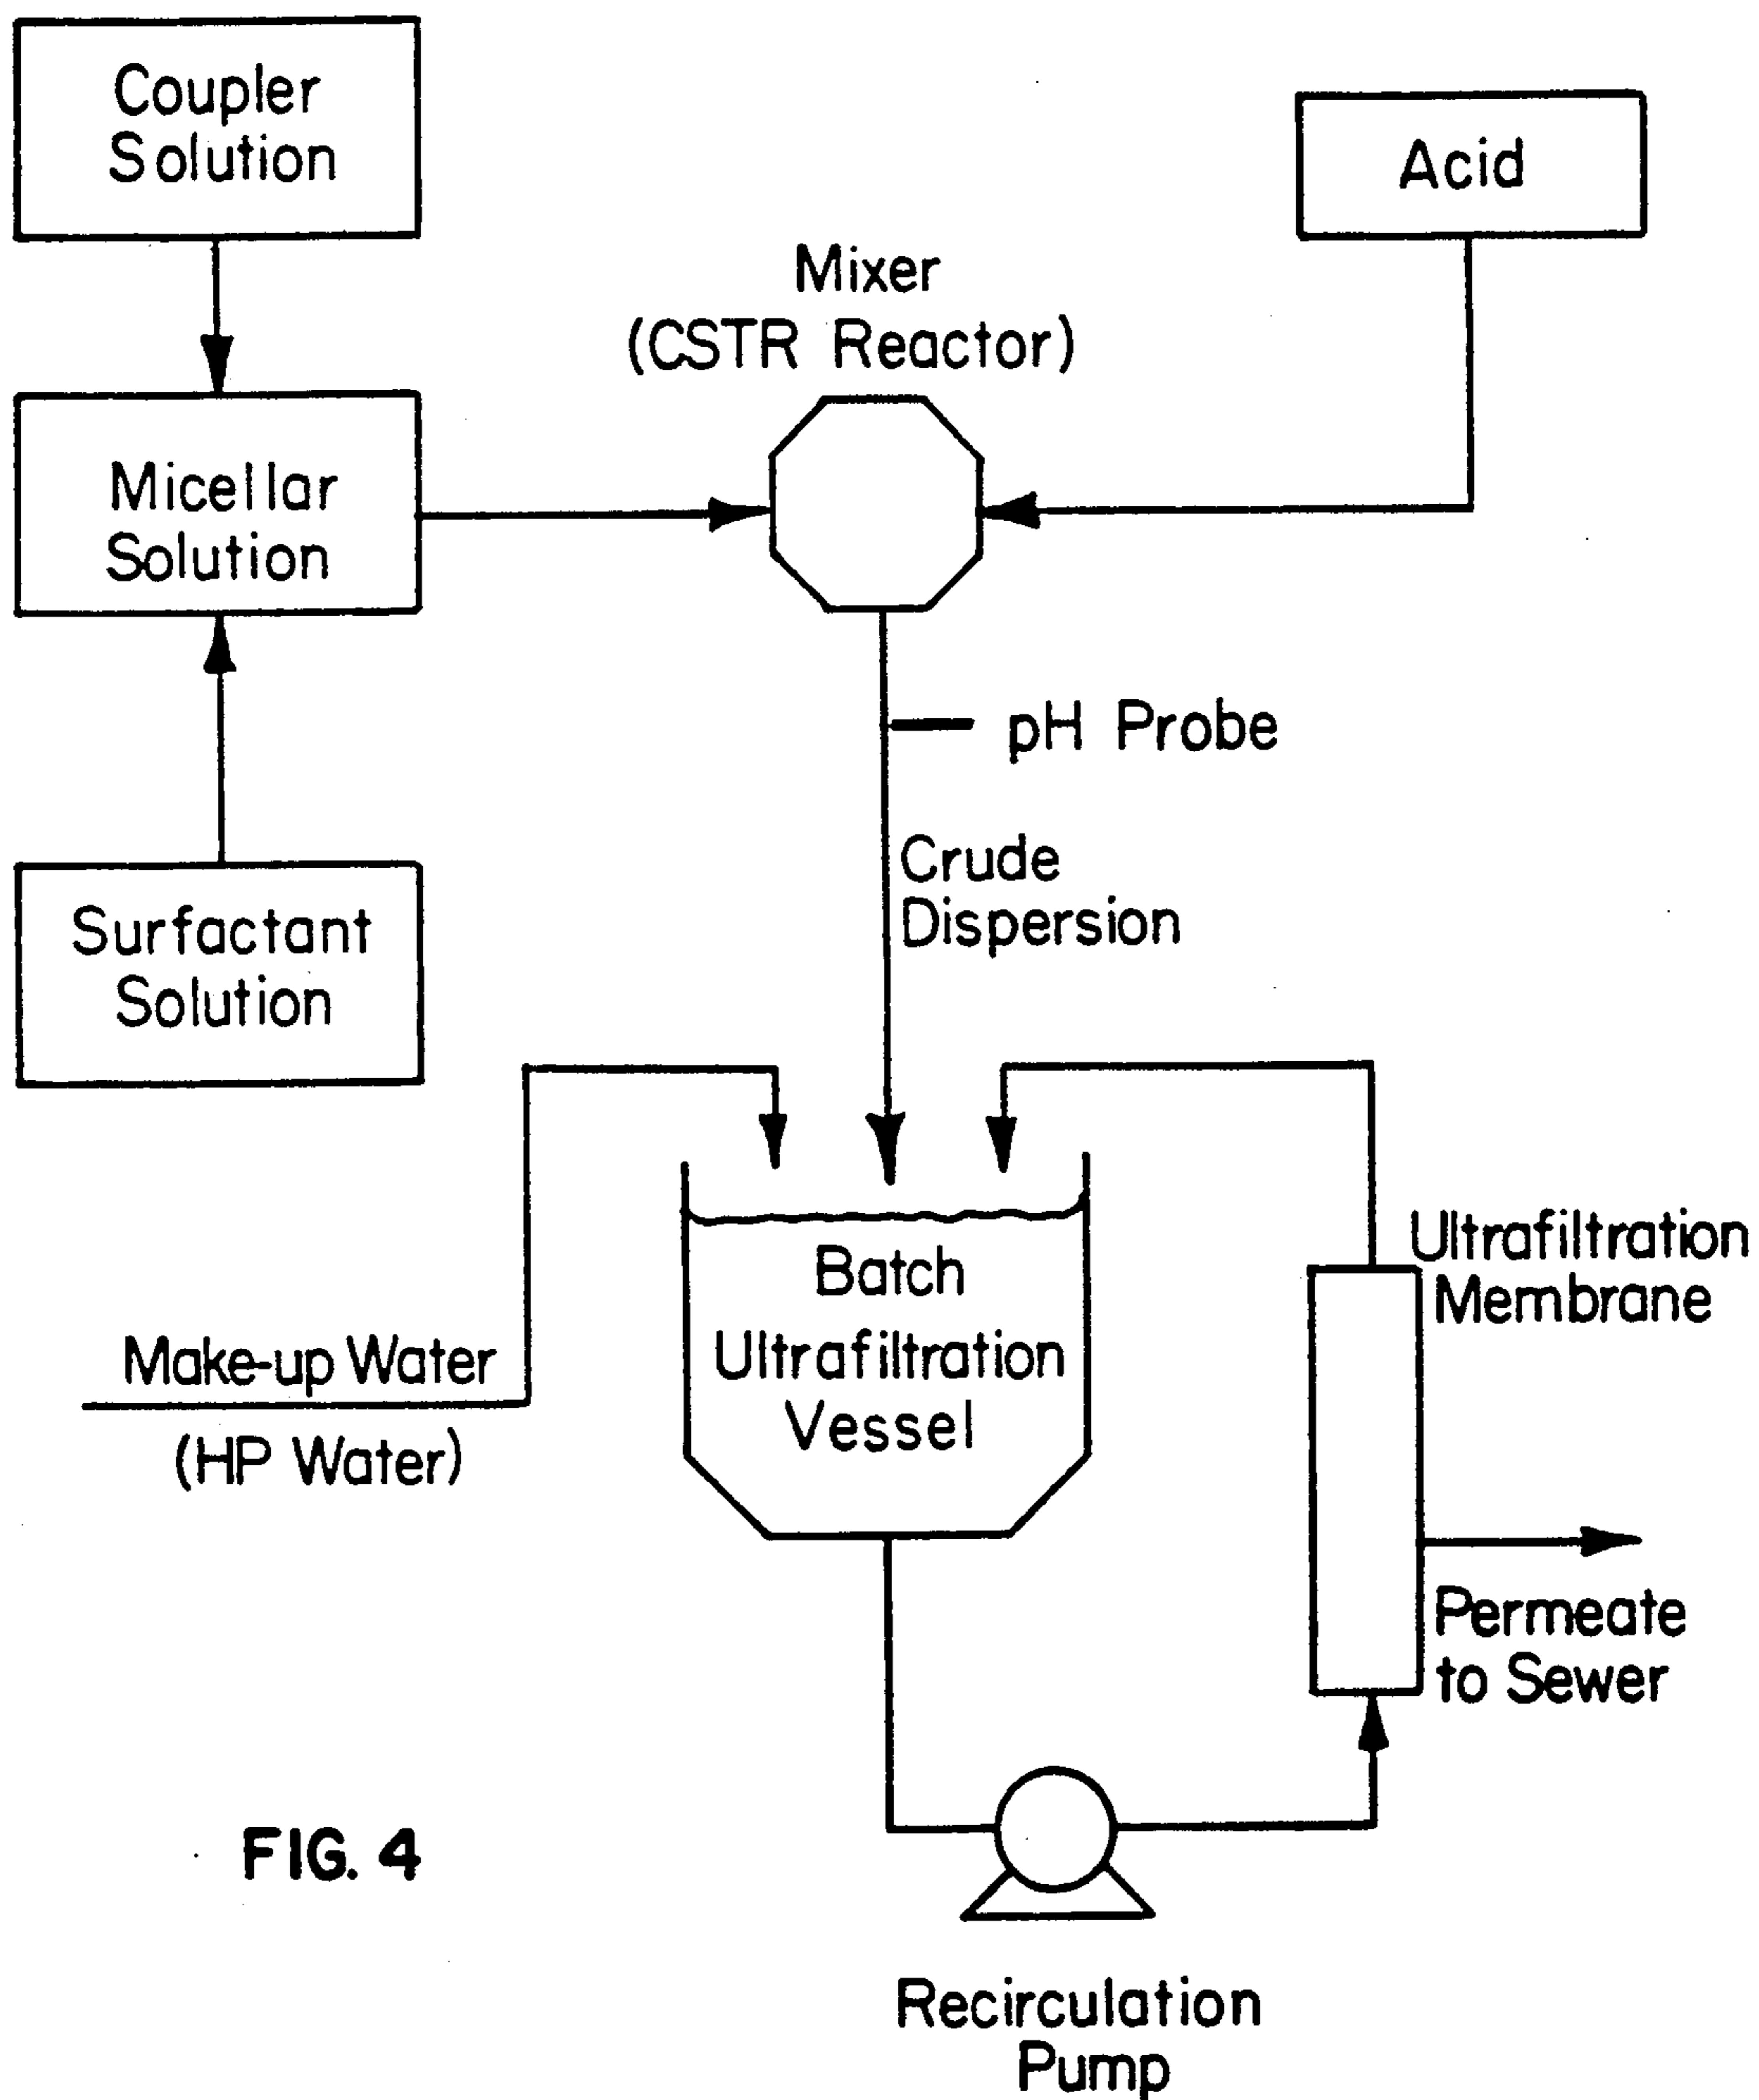 Coupler
Solution
Acid
Mixer
(CSTR Reactor)
Micellar
Solution
pH Probe
Crude
Dispersion
Surfactant
Solution
Ultrafiltration
Membrane
Batch
Ultrafiltration
Vessel
Make-up Water
(HP Water)
Permeate
to Sewer
FIG. 4
Recirculation
Pump